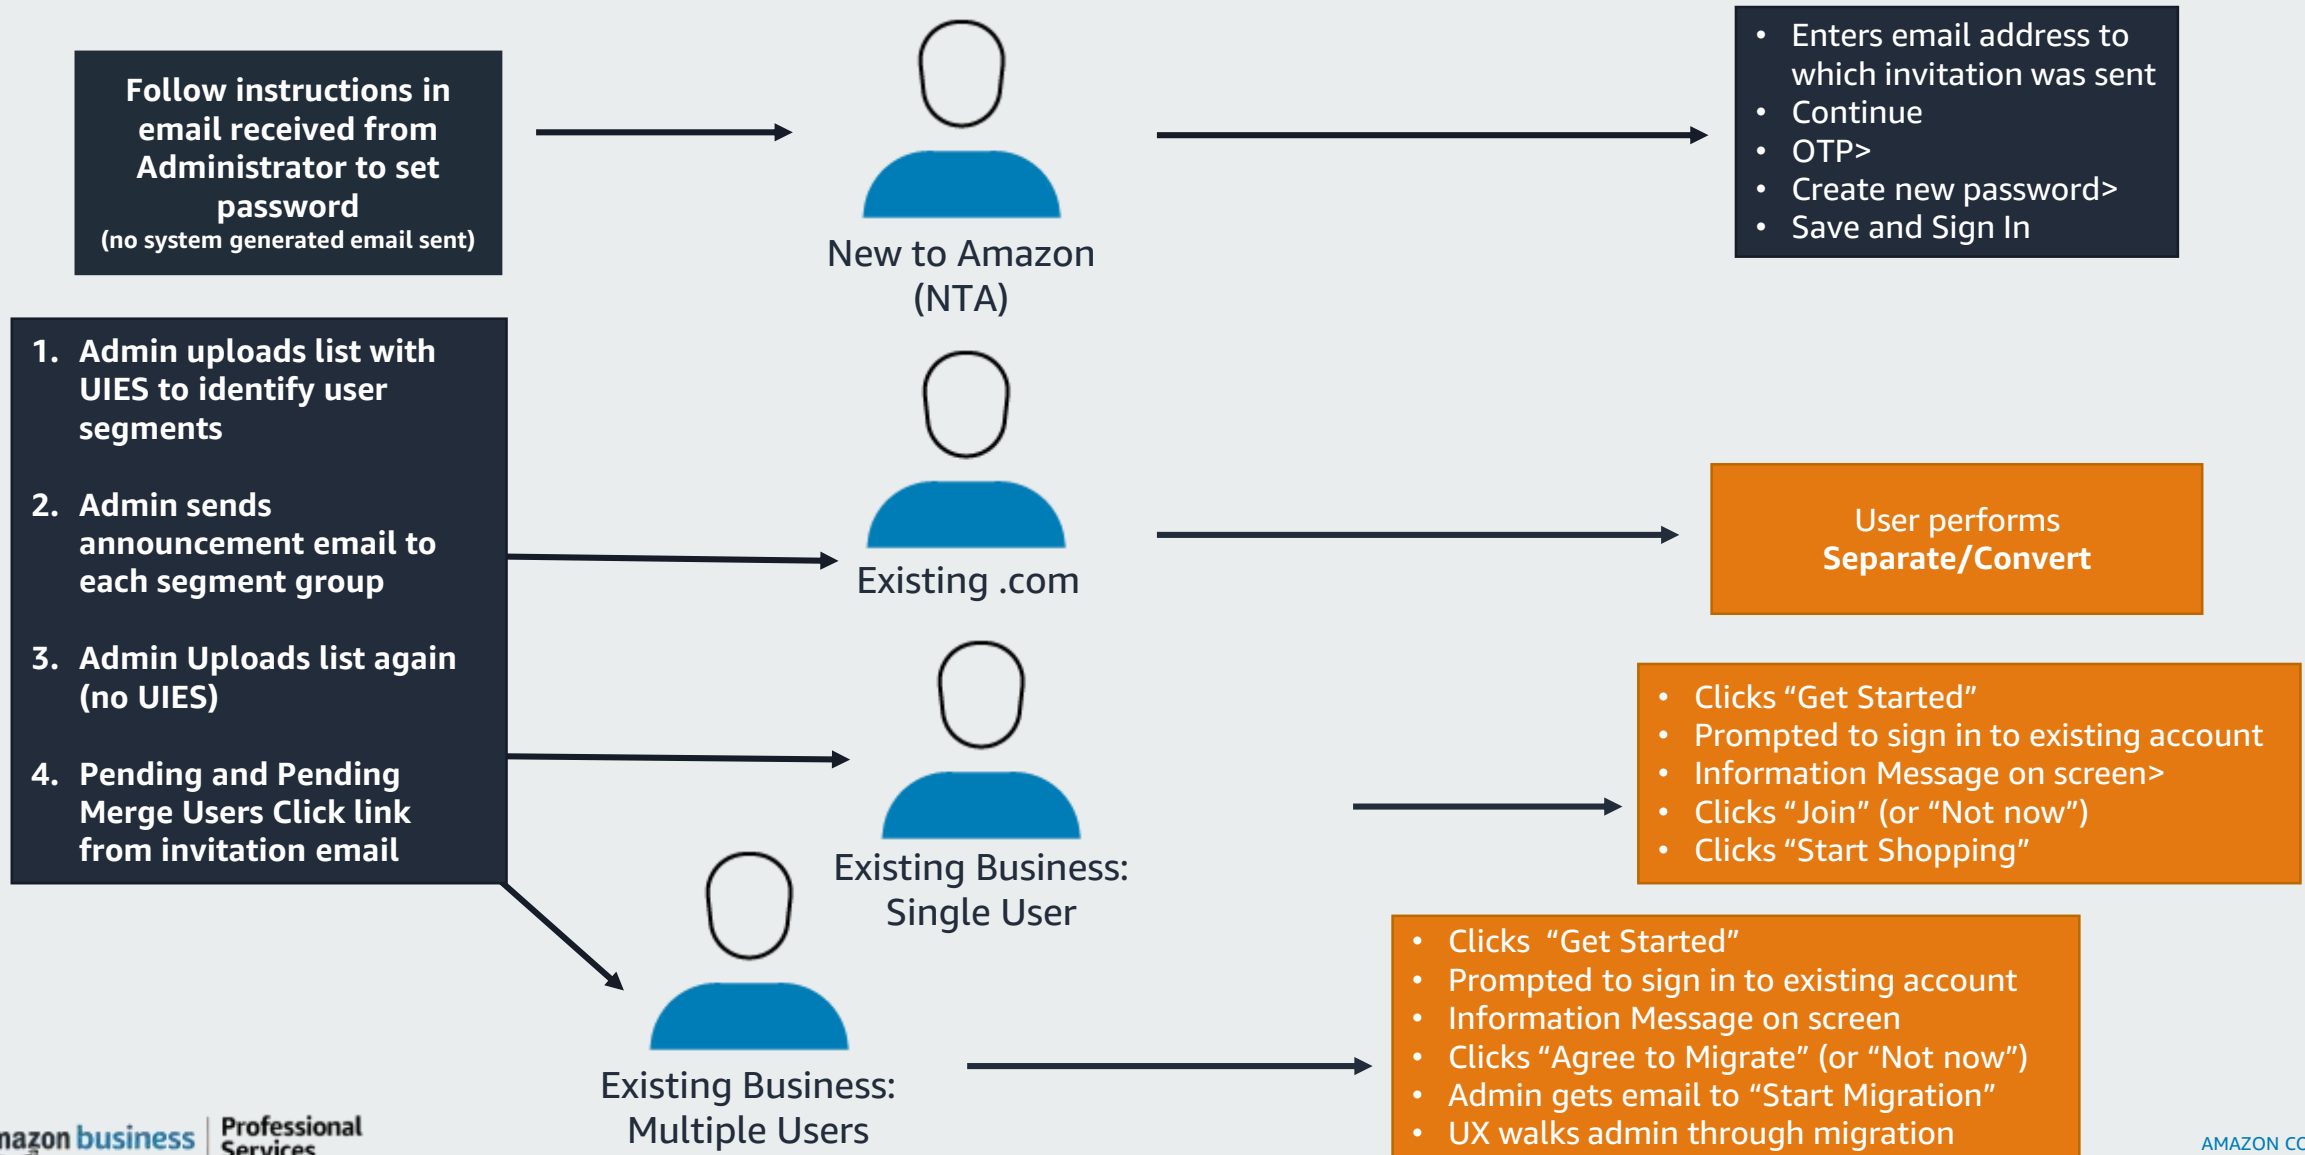 Follow instructions in
email received from
Administrator to set
password
(no system generated email sent)
New to Amazon
(NTA)
• Enters email address to
which invitation was sent
• Continue
• OTP>
• Create new password>
• Save and Sign In
1. Admin uploads list with
UIES to identify user
segments
2. Admin sends
announcement email to
each segment group
3. Admin Uploads list again
(no UIES)
4. Pending and Pending
Merge Users Click link
from invitation email
Existing .com
User performs
Separate/Convert
Existing Business:
Single User
• Clicks “Get Started”
• Prompted to sign in to existing account
• Information Message on screen>
• Clicks “Join” (or “Not now”)
• Clicks “Start Shopping”
Existing Business:
Multiple Users
• Clicks “Get Started”
• Prompted to sign in to existing account
• Information Message on screen
• Clicks “Agree to Migrate” (or “Not now”)
• Admin gets email to “Start Migration”
• UX walks admin through migration
mazon business
Professional
Services
AMAZON CO